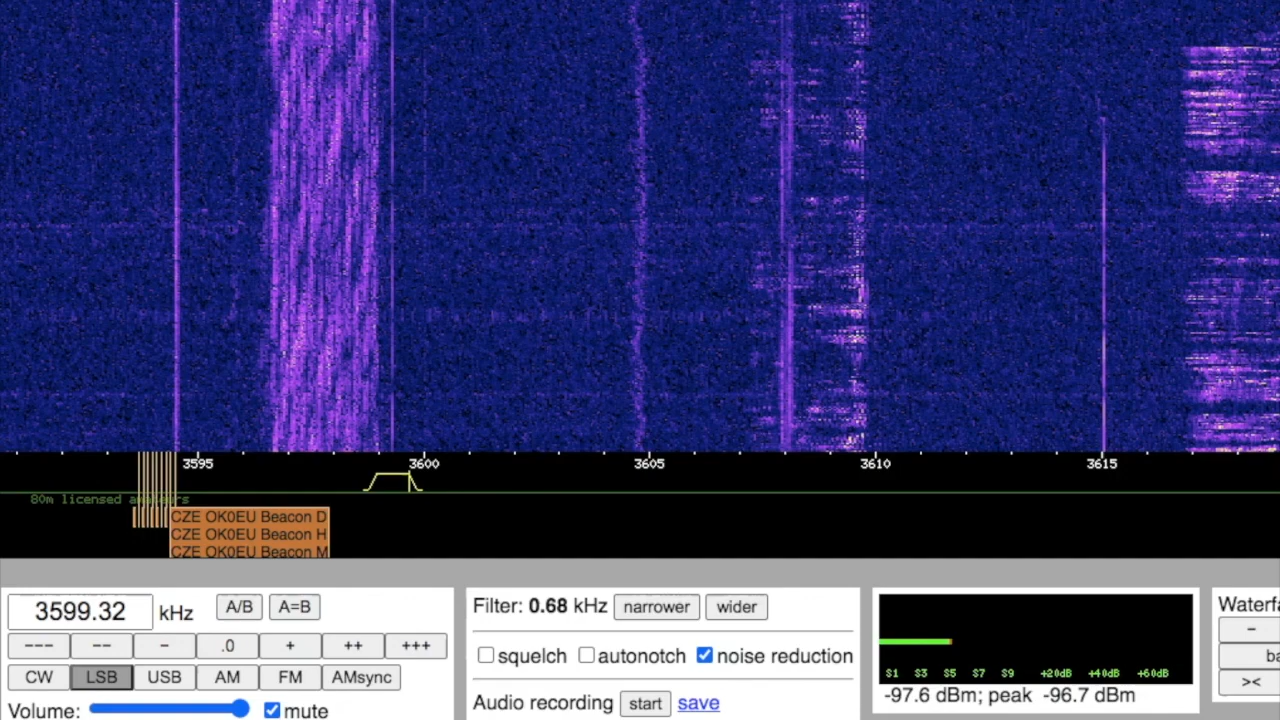 3595 3600 3605 3610 3615
80m licensed amateurs
CZE OK0EU Beacon D
CZE OK0EU Beacon H
CZE OK0EU Beacon M
3599.32 kHz A/B A=B
--- -- - .0 + ++ +++
CW LSB USB AM FM AMsync
Volume: mute
Filter: 0.68 kHz narrower wider
squelch autonotch noise reduction
Audio recording start save
S1 S3 S5 S7 S9 +20dB +40dB +60dB
-97.6 dBm; peak -96.7 dBm
Waterfa
-
ba
><